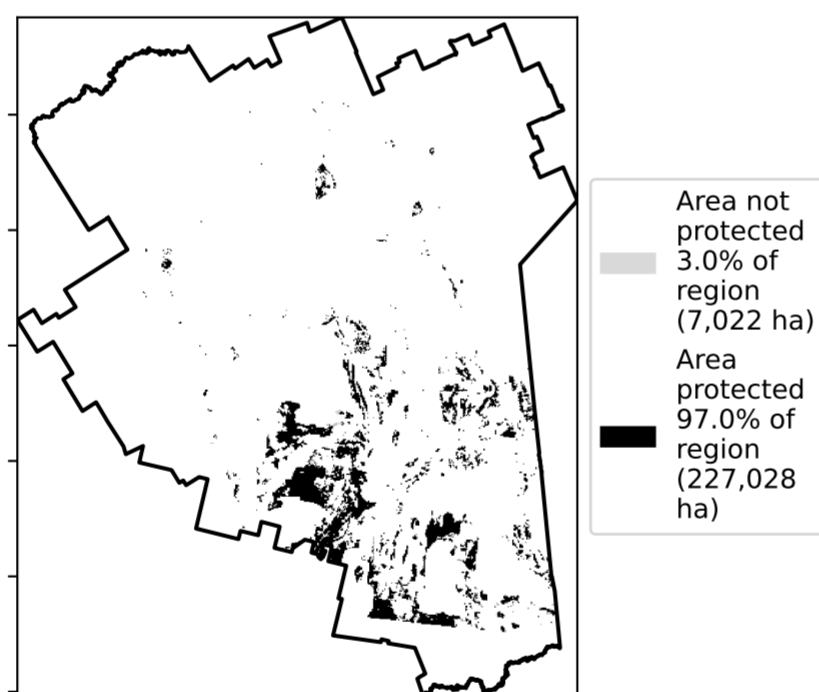 Area not
protected
3.0% of
region
(7,022 ha)
Area
protected
97.0% of
region
(227,028
ha)